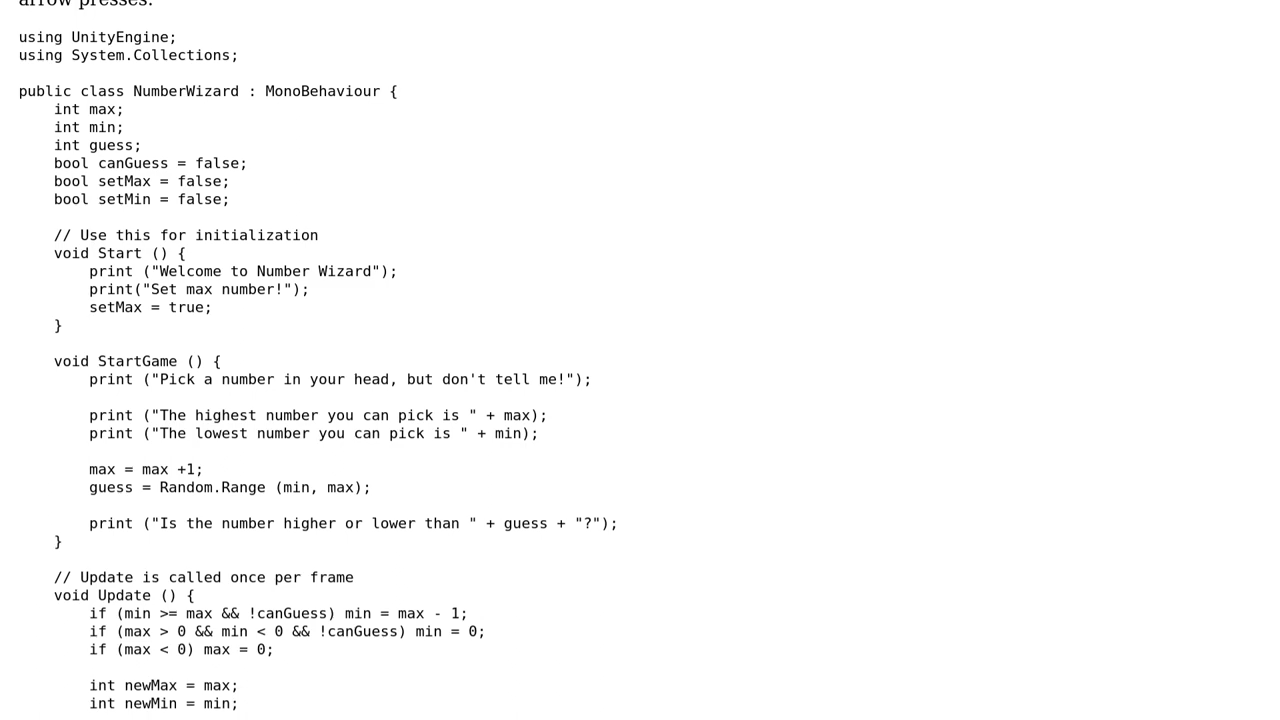 arrow presses.
using UnityEngine;
using System.Collections;
public class NumberWizard : MonoBehaviour {
    int max;
    int min;
    int guess;
    bool canGuess = false;
    bool setMax = false;
    bool setMin = false;
    // Use this for initialization
    void Start () {
        print ("Welcome to Number Wizard");
        print("Set max number!");
        setMax = true;
    }
    void StartGame () {
        print ("Pick a number in your head, but don't tell me!");
        print ("The highest number you can pick is " + max);
        print ("The lowest number you can pick is " + min);
        max = max +1;
        guess = Random.Range (min, max);
        print ("Is the number higher or lower than " + guess + "?");
    }
    // Update is called once per frame
    void Update () {
        if (min >= max && !canGuess) min = max - 1;
        if (max > 0 && min < 0 && !canGuess) min = 0;
        if (max < 0) max = 0;
        int newMax = max;
        int newMin = min;